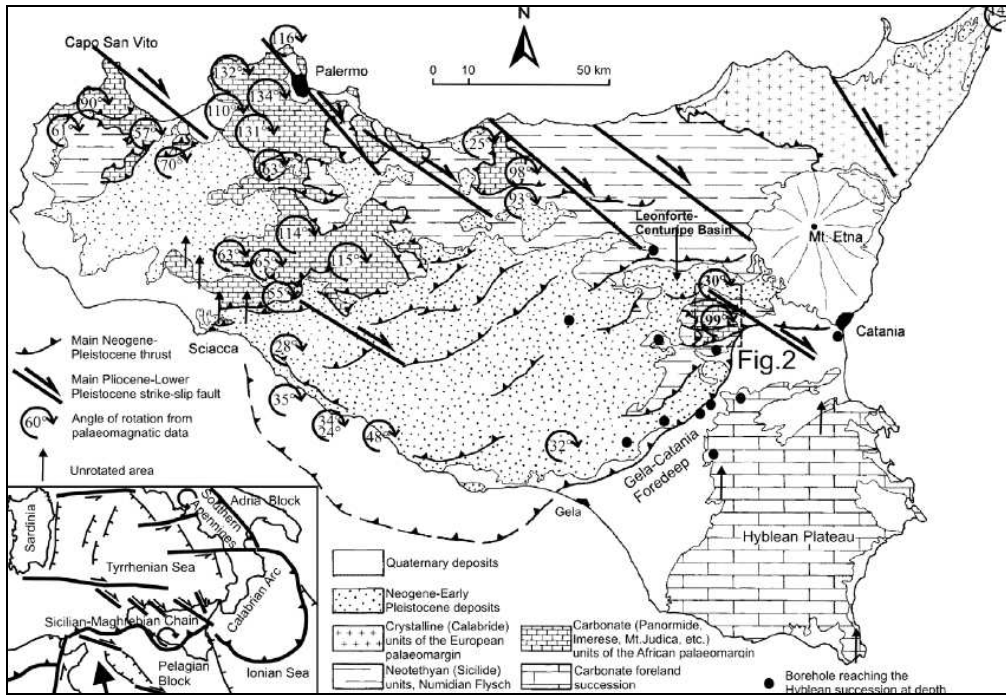 N
116°
Capo San Vito
132°
Palermo
0 10 50 km
90°
110°
134°
61°
57°
131°
25°
70°
63°
98°
93°
Leonforte-
Centuripe Basin
Mt. Etna
114°
63°
65°
115°
30°
55°
99°
Catania
Sciacca
Fig.2
Main Neogene-
Pleistocene thrust
28°
Main Pliocene-Lower
Pleistocene strike-slip fault
35°
34°
24°
48°
32°
60°
Angle of rotation from
palaeomagnatic data
Unrotated area
Gela-Catania
Foredeep
Gela
Hyblean Plateau
Sardinia
Southern
Apennines
Adria Block
Tyrrhenian Sea
Calabrian Arc
Sicilian-Maghrebian Chain
Pelagian
Block
Ionian Sea
Quaternary deposits
Neogene-Early
Pleistocene deposits
Crystalline (Calabride)
units of the European
palaeomargin
Neotethyan (Sicilide)
units, Numidian Flysch
Carbonate (Panormide,
Imerese, Mt.Judica, etc.)
units of the African palaeomargin
Carbonate foreland
succession
Borehole reaching the
Hyblean succession at depth